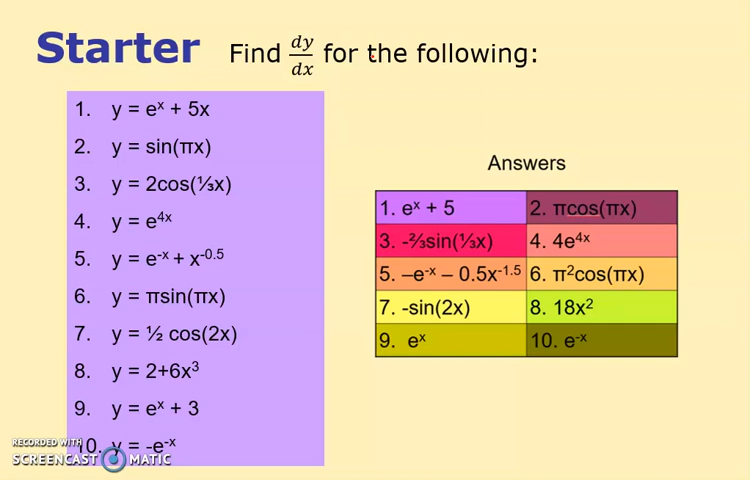 Starter Find dy/dx for the following:
1. y = eˣ + 5x
2. y = sin(πx)
3. y = 2cos(⅓x)
4. y = e⁴ˣ
5. y = e⁻ˣ + x⁻⁰·⁵
6. y = πsin(πx)
7. y = ½ cos(2x)
8. y = 2+6x³
9. y = eˣ + 3
10. y = -e⁻ˣ
Answers
1. eˣ + 5 2. πcos(πx)
3. -⅔sin(⅓x) 4. 4e⁴ˣ
5. –e⁻ˣ – 0.5x⁻¹·⁵ 6. π²cos(πx)
7. -sin(2x) 8. 18x²
9. eˣ 10. e⁻ˣ
RECORDED WITH
SCREENCAST MATIC